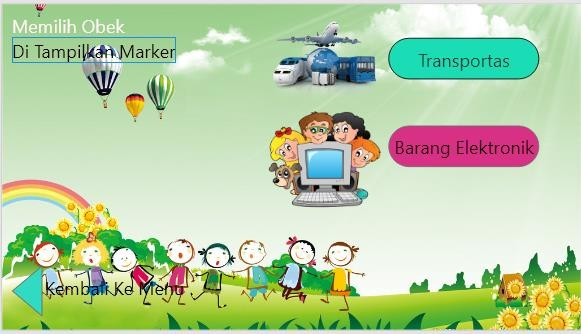 Memilih Obek
Di Tampilkan Marker
Transportas
Barang Elektronik
Kembali Ke Menu